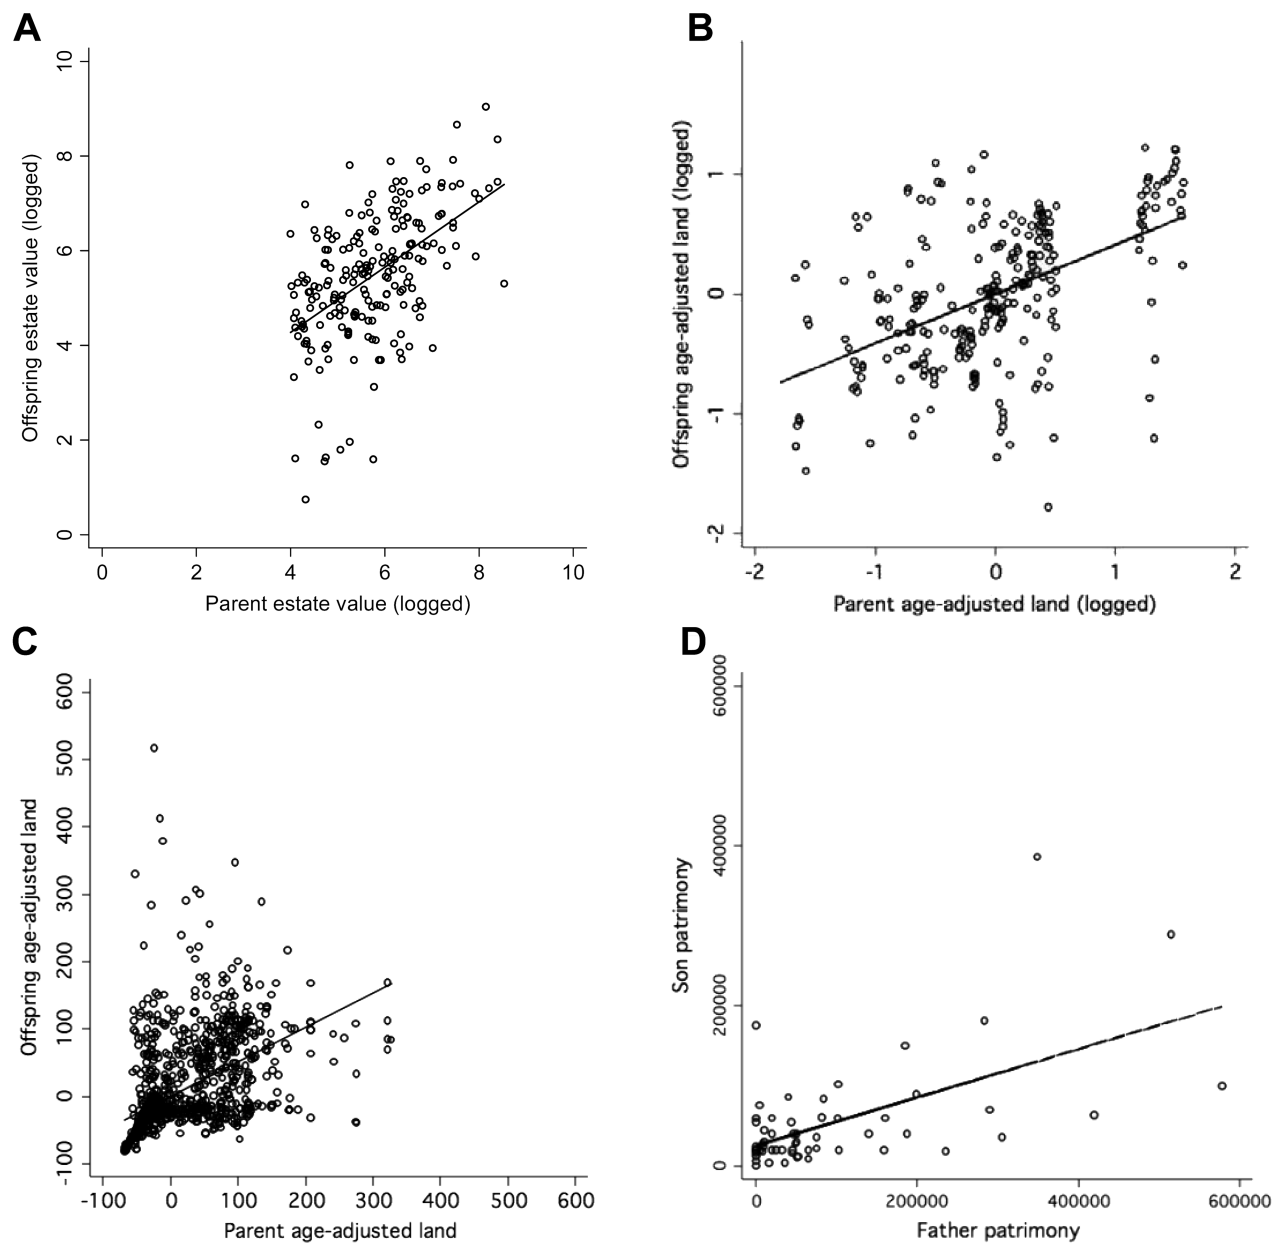 A
Offspring estate value (logged)
10
8
6
4
2
0
0 2 4 6 8 10
Parent estate value (logged)
B
Offspring age-adjusted land (logged)
1
0
-1
-2
-2 -1 0 1 2
Parent age-adjusted land (logged)
C
Offspring age-adjusted land
600
500
400
300
200
100
0
-100
-100 0 100 200 300 400 500 600
Parent age-adjusted land
D
Son patrimony
600000
400000
200000
0
0 200000 400000 600000
Father patrimony